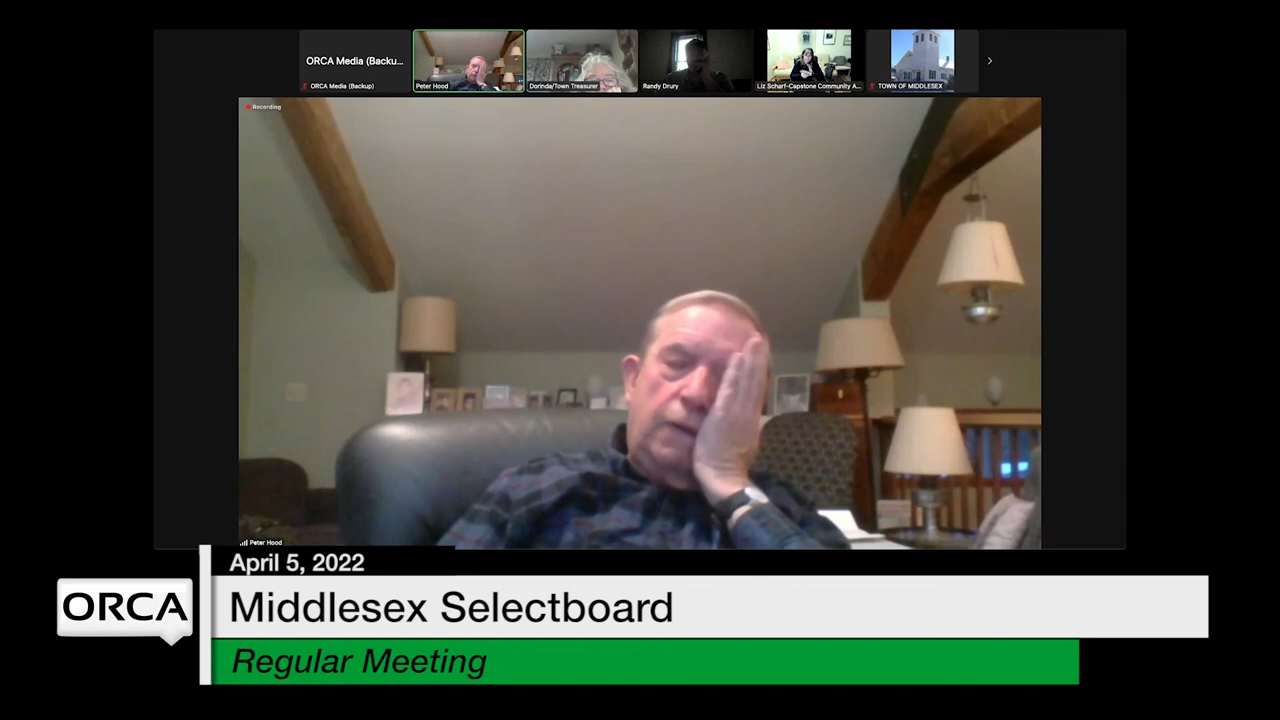 ORCA Media (Backu...
ORCA Media (Backup)
Peter Hood
Dorinda/Town Treasurer
Randy Drury
Liz Scharf-Capstone Community A...
TOWN OF MIDDLESEX
Recording
Peter Hood
April 5, 2022
ORCA
Middlesex Selectboard
Regular Meeting